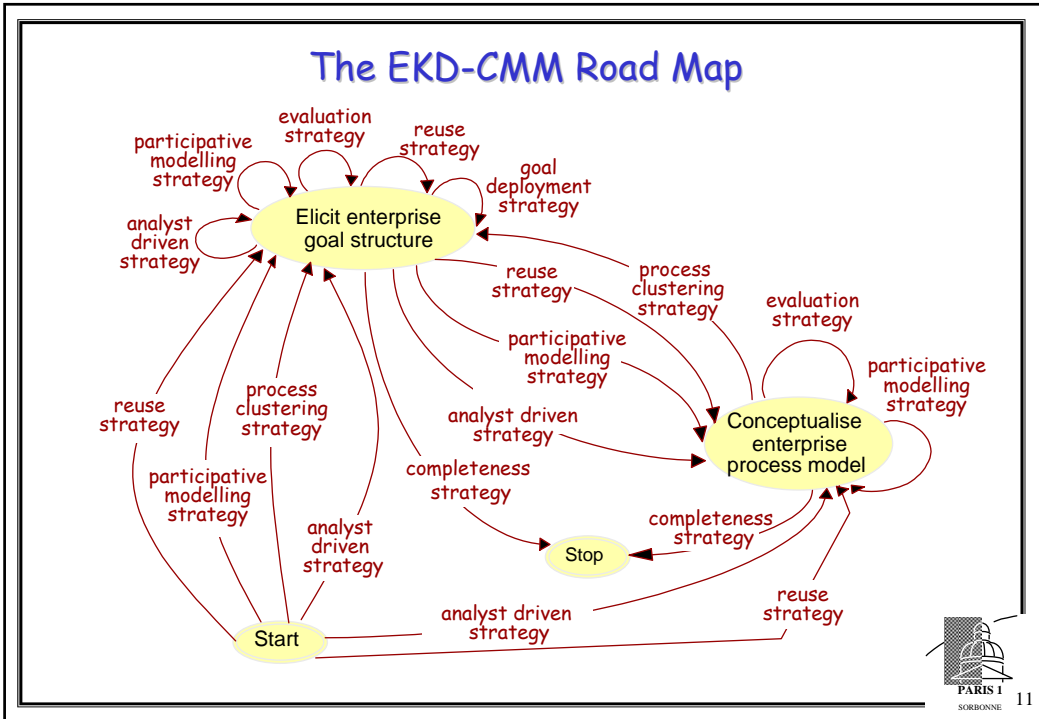 The EKD-CMM Road Map
evaluation
strategy
participative
modelling
strategy
reuse
strategy
goal
deployment
strategy
analyst
driven
strategy
Elicit enterprise
goal structure
reuse
strategy
process
clustering
strategy
evaluation
strategy
participative
modelling
strategy
participative
modelling
strategy
reuse
strategy
process
clustering
strategy
analyst driven
strategy
Conceptualise
enterprise
process model
participative
modelling
strategy
completeness
strategy
analyst
driven
strategy
completeness
strategy
Stop
analyst driven
strategy
reuse
strategy
Start
PARIS 1
SORBONNE
11